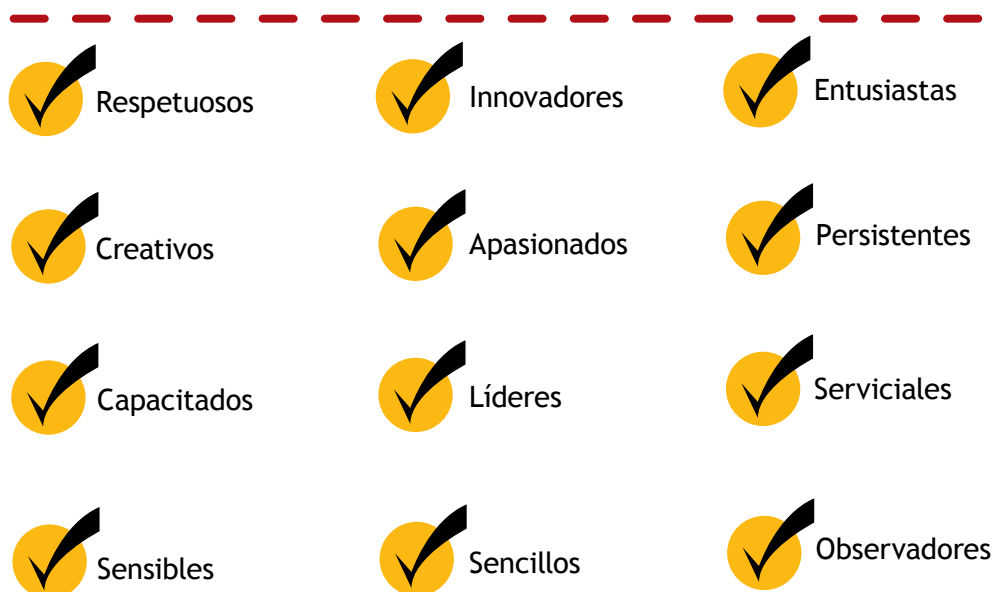 Respetuosos
Innovadores
Entusiastas
Creativos
Apasionados
Persistentes
Capacitados
Líderes
Serviciales
Sensibles
Sencillos
Observadores